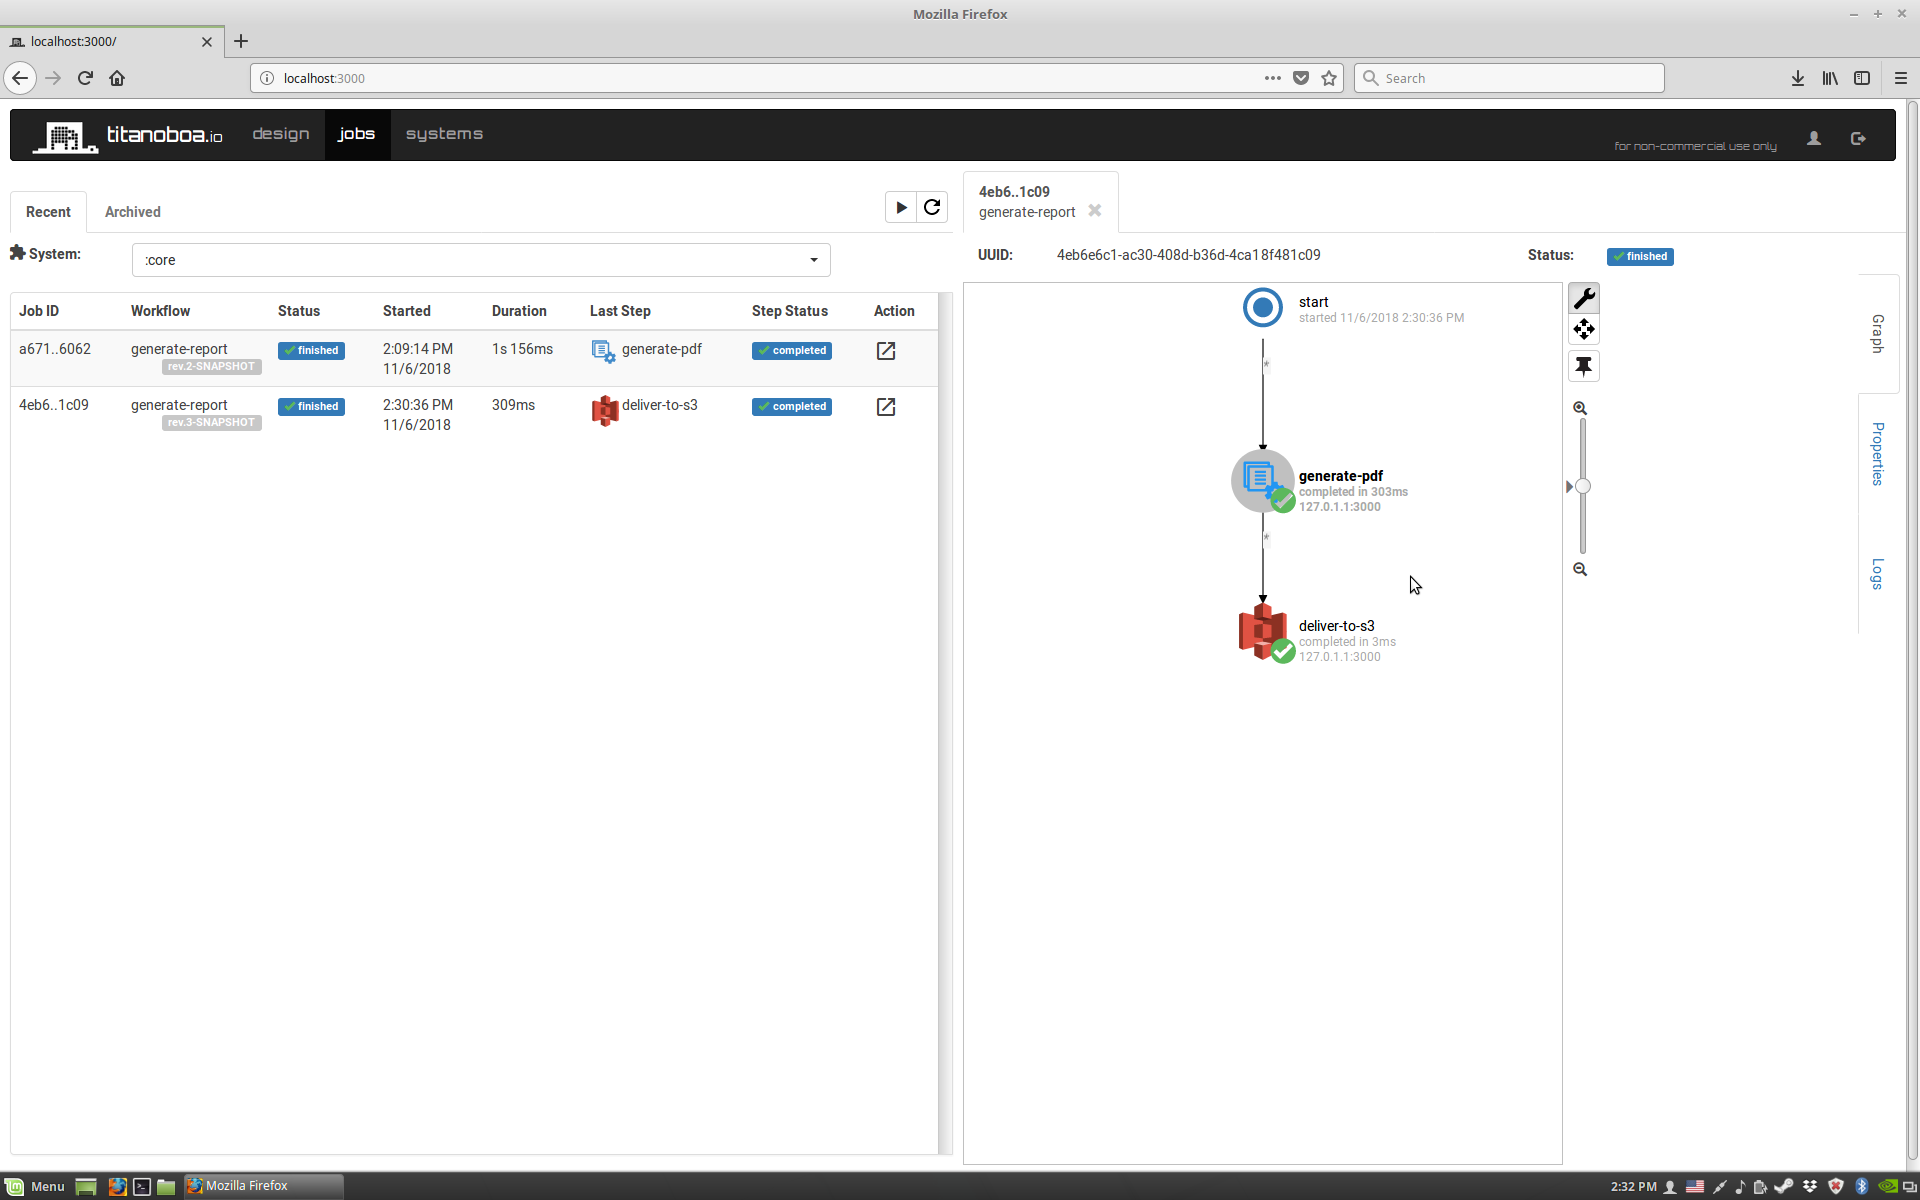 Mozilla Firefox
localhost:3000/
localhost:3000
Search
titanoboa.io
design
jobs
systems
for non-commercial use only
Recent
Archived
System:
:core
Job ID Workflow Status Started Duration Last Step Step Status Action
a671..6062 generate-report finished 2:09:14 PM 1s 156ms generate-pdf completed
rev.2-SNAPSHOT 11/6/2018
4eb6..1c09 generate-report finished 2:30:36 PM 309ms deliver-to-s3 completed
rev.3-SNAPSHOT 11/6/2018
4eb6..1c09
generate-report
UUID: 4eb6e6c1-ac30-408d-b36d-4ca18f481c09 Status: finished
start
started 11/6/2018 2:30:36 PM
*
generate-pdf
completed in 303ms
127.0.1.1:3000
*
deliver-to-s3
completed in 3ms
127.0.1.1:3000
Graph
Properties
Logs
Menu
Mozilla Firefox
2:32 PM